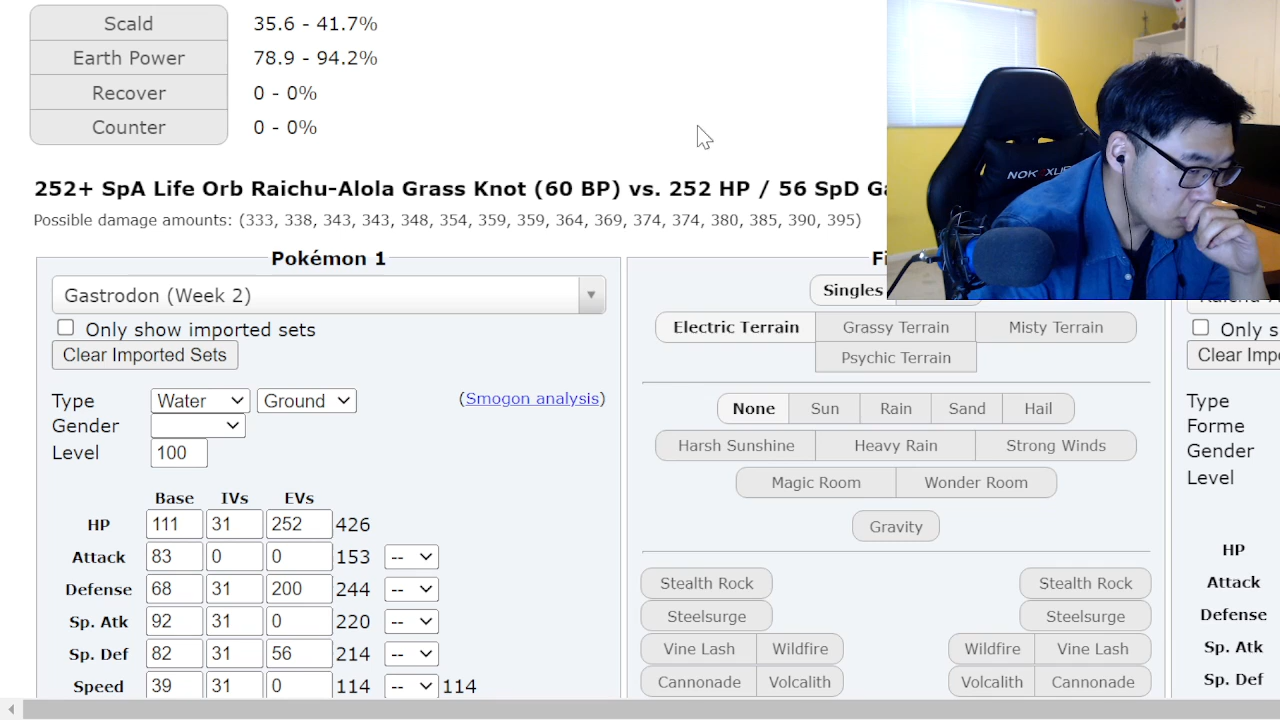 Scald 35.6 - 41.7%
Earth Power 78.9 - 94.2%
Recover 0 - 0%
Counter 0 - 0%
NOK XUE
252+ SpA Life Orb Raichu-Alola Grass Knot (60 BP) vs. 252 HP / 56 SpD Ga
Possible damage amounts: (333, 338, 343, 343, 348, 354, 359, 359, 364, 369, 374, 374, 380, 385, 390, 395)
Pokémon 1
Gastrodon (Week 2)
Only show imported sets
Clear Imported Sets
Type Water Ground (Smogon analysis)
Gender
Level 100
Base IVs EVs
HP 111 31 252 426
Attack 83 0 0 153 --
Defense 68 31 200 244 --
Sp. Atk 92 31 0 220 --
Sp. Def 82 31 56 214 --
Speed 39 31 0 114 -- 114
Fi
Singles
Electric Terrain Grassy Terrain Misty Terrain
Psychic Terrain
None Sun Rain Sand Hail
Harsh Sunshine Heavy Rain Strong Winds
Magic Room Wonder Room
Gravity
Stealth Rock Stealth Rock
Steelsurge Steelsurge
Vine Lash Wildfire Wildfire Vine Lash
Cannonade Volcalith Volcalith Cannonade
Only s
Clear Impo
Type
Forme
Gender
Level
HP
Attack
Defense
Sp. Atk
Sp. Def